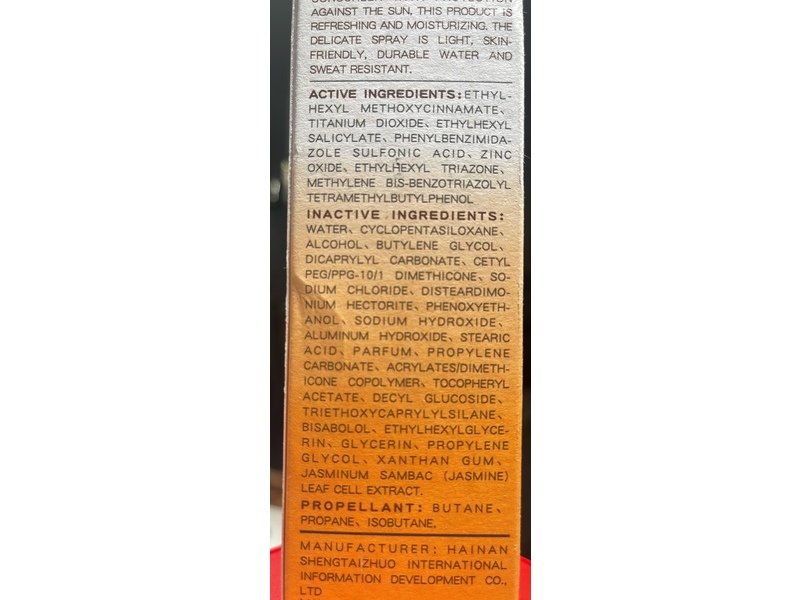 AGAINST THE SUN. THIS PRODUCT IS
REFRESHING AND MOISTURIZING. THE
DELICATE SPRAY IS LIGHT, SKIN-
FRIENDLY, DURABLE WATER AND
SWEAT RESISTANT.
ACTIVE INGREDIENTS:ETHYL-
HEXYL METHOXYCINNAMATE、
TITANIUM DIOXIDE、ETHYLHEXYL
SALICYLATE、PHENYLBENZIMIDA-
ZOLE SULFONIC ACID、ZINC
OXIDE、ETHYLHEXYL TRIAZONE、
METHYLENE BIS-BENZOTRIAZOLYL
TETRAMETHYLBUTYLPHENOL
INACTIVE INGREDIENTS:
WATER、CYCLOPENTASILOXANE、
ALCOHOL、BUTYLENE GLYCOL、
DICAPRYLYL CARBONATE、CETYL
PEG/PPG-10/1 DIMETHICONE、SO-
DIUM CHLORIDE、DISTEARDIMO-
NIUM HECTORITE、PHENOXYETH-
ANOL、SODIUM HYDROXIDE、
ALUMINUM HYDROXIDE、STEARIC
ACID、PARFUM、PROPYLENE
CARBONATE、ACRYLATES/DIMETH-
ICONE COPOLYMER、TOCOPHERYL
ACETATE、DECYL GLUCOSIDE、
TRIETHOXYCAPRYLYLSILANE、
BISABOLOL、ETHYLHEXYLGLYCE-
RIN、GLYCERIN、PROPYLENE
GLYCOL、XANTHAN GUM、
JASMINUM SAMBAC (JASMINE)
LEAF CELL EXTRACT.
PROPELLANT: BUTANE、
PROPANE、ISOBUTANE.
MANUFACTURER: HAINAN
SHENGTAIZHUO INTERNATIONAL
INFORMATION DEVELOPMENT CO.,
LTD